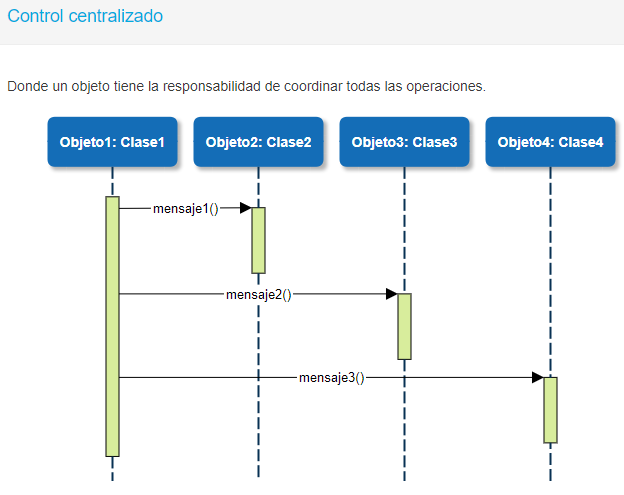 Control centralizado
Donde un objeto tiene la responsabilidad de coordinar todas las operaciones.
Objeto1: Clase1
Objeto2: Clase2
Objeto3: Clase3
Objeto4: Clase4
mensaje1()
mensaje2()
mensaje3()